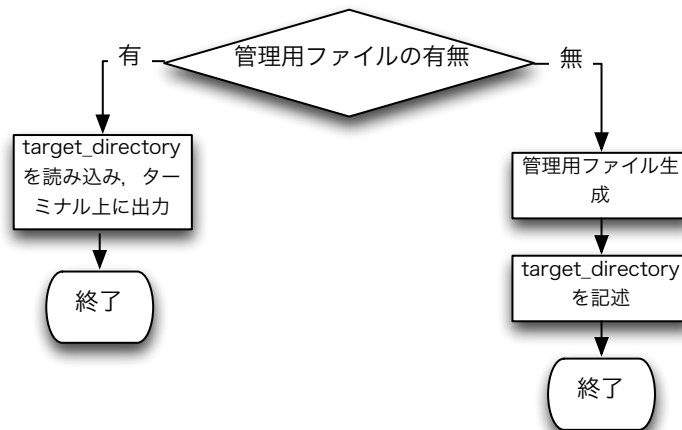 管理用ファイルの有無
有
無
target_directory
を読み込み，ター
ミナル上に出力
終了
管理用ファイル生
成
target_directory
を記述
終了